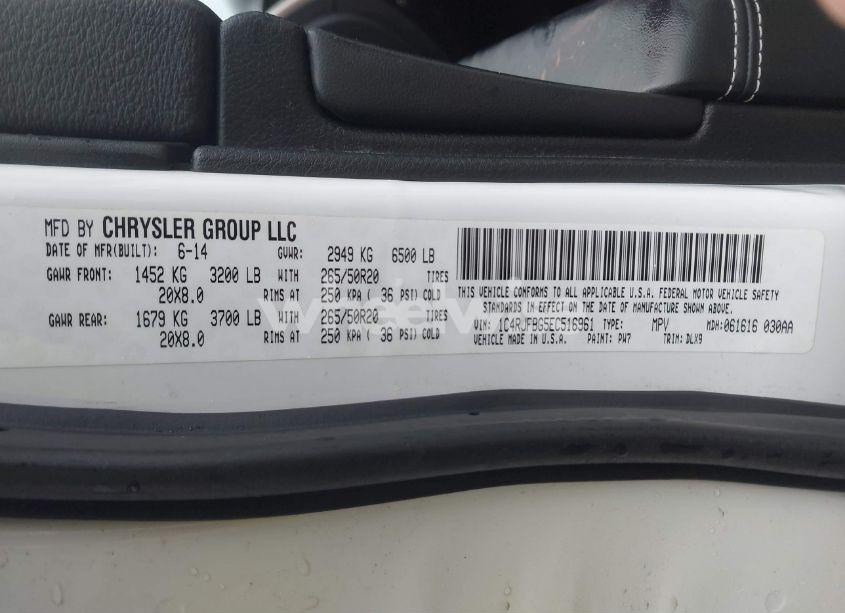 MFD BY CHRYSLER GROUP LLC
DATE OF MFR(BUILT): 6-14 GVWR: 2949 KG 6500 LB
GAWR FRONT: 1452 KG 3200 LB WITH 265/50R20 TIRES
20X8.0 RIMS AT 250 KPA ( 36 PSI) COLD
GAWR REAR: 1679 KG 3700 LB WITH 265/50R20 TIRES
20X8.0 RIMS AT 250 KPA ( 36 PSI) COLD
THIS VEHICLE CONFORMS TO ALL APPLICABLE U.S.A. FEDERAL MOTOR VEHICLE SAFETY
STANDARDS IN EFFECT ON THE DATE OF MANUFACTURE SHOWN ABOVE.
VIN: 1C4RJFBG5EC516961 TYPE: MPV MDH: 061616 030AA
VEHICLE MADE IN U.S.A. PAINT: PW7 TRIM: DLX9